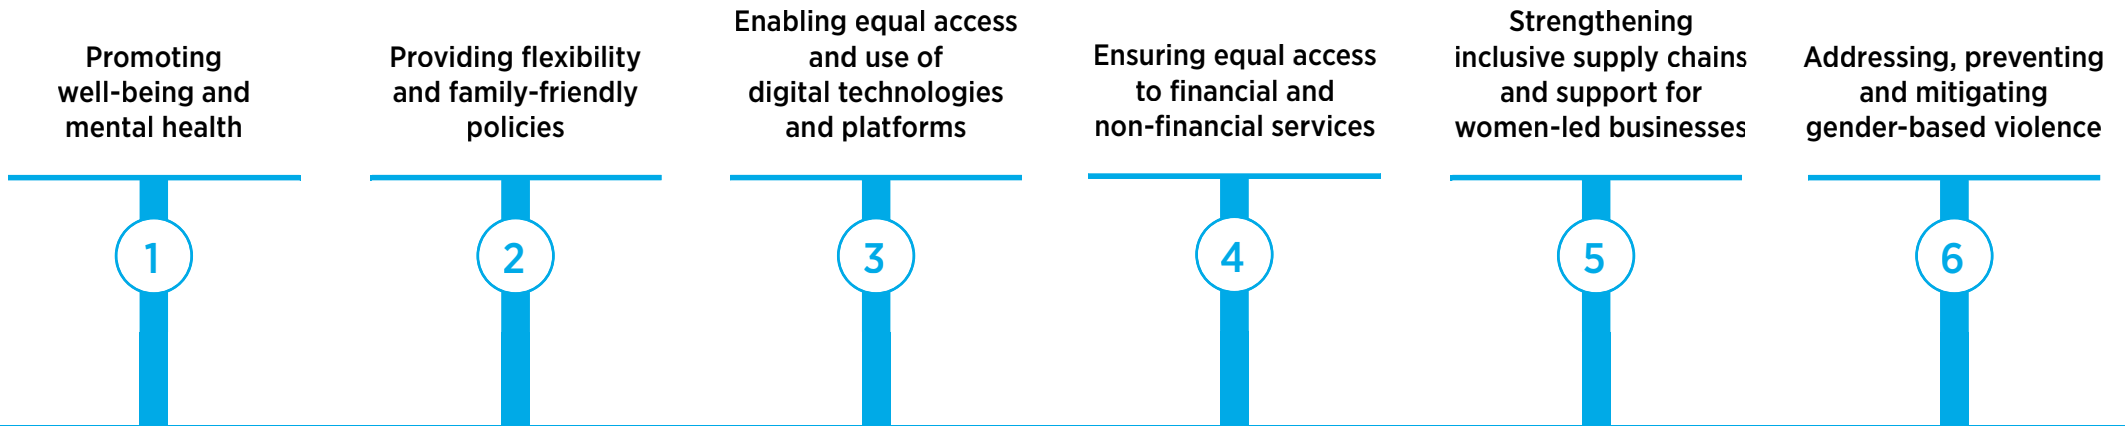 Promoting
well-being and
mental health
1
Providing flexibility
and family-friendly
policies
2
Enabling equal access
and use of
digital technologies
and platforms
3
Ensuring equal access
to financial and
non-financial services
4
Strengthening
inclusive supply chains
and support for
women-led businesses
5
Addressing, preventing
and mitigating
gender-based violence
6